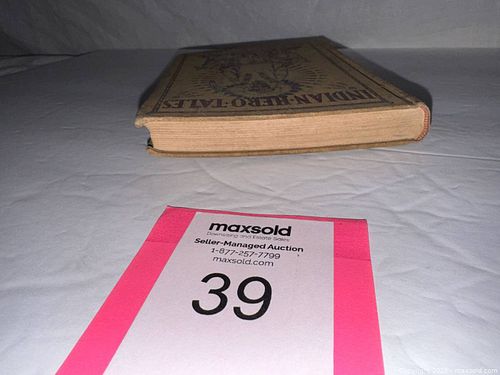 INDIAN·HERO·TALES
maxsold
Downsizing and Estate Sales
Seller-Managed Auction
1-877-257-7799
maxsold.com
39